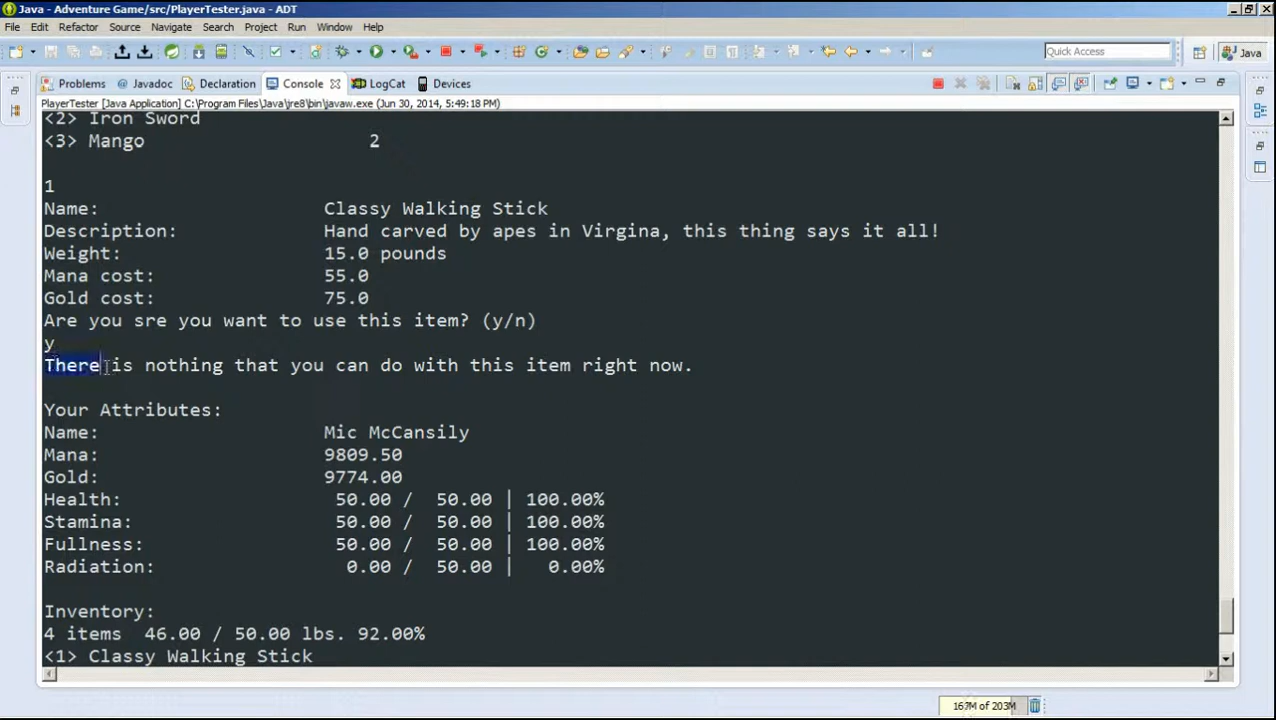 Java - Adventure Game/src/PlayerTester.java - ADT
File Edit Refactor Source Navigate Search Project Run Window Help
Quick Access Java
Problems @ Javadoc Declaration Console LogCat Devices
PlayerTester [Java Application] C:\Program Files\Java\jre8\bin\javaw.exe (Jun 30, 2014, 5:49:18 PM)
<2> Iron Sword
<3> Mango 2
1
Name: Classy Walking Stick
Description: Hand carved by apes in Virgina, this thing says it all!
Weight: 15.0 pounds
Mana cost: 55.0
Gold cost: 75.0
Are you sre you want to use this item? (y/n)
y
There is nothing that you can do with this item right now.
Your Attributes:
Name: Mic McCansily
Mana: 9809.50
Gold: 9774.00
Health: 50.00 / 50.00 | 100.00%
Stamina: 50.00 / 50.00 | 100.00%
Fullness: 50.00 / 50.00 | 100.00%
Radiation: 0.00 / 50.00 | 0.00%
Inventory:
4 items 46.00 / 50.00 lbs. 92.00%
<1> Classy Walking Stick
167M of 203M